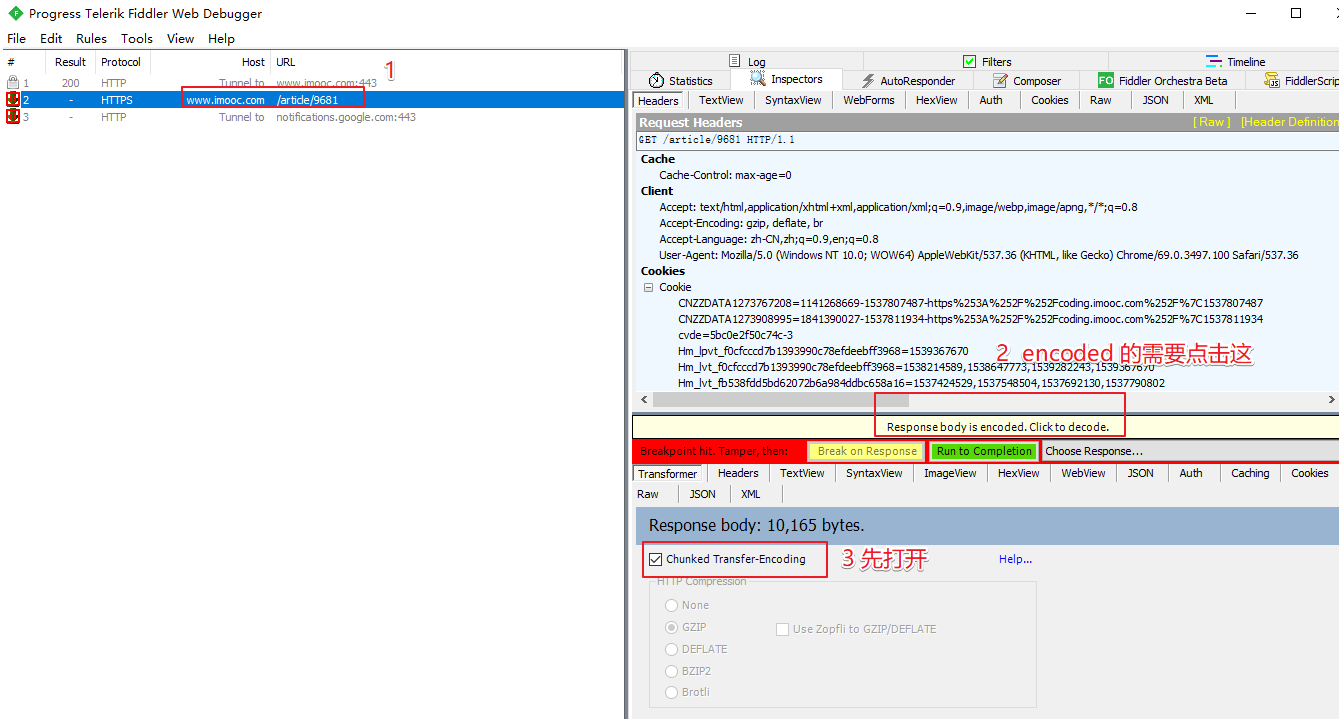 Progress Telerik Fiddler Web Debugger
File Edit Rules Tools View Help
# Result Protocol Host URL
1
1 200 HTTP Tunnel to www.imooc.com:443
2 - HTTPS www.imooc.com /article/9681
3 - HTTP Tunnel to notifications.google.com:443
Log Filters Timeline
Statistics Inspectors AutoResponder Composer FO Fiddler Orchestra Beta FiddlerScrip
Headers TextView SyntaxView WebForms HexView Auth Cookies Raw JSON XML
Request Headers [ Raw ] [Header Definition
GET /article/9681 HTTP/1.1
Cache
Cache-Control: max-age=0
Client
Accept: text/html,application/xhtml+xml,application/xml;q=0.9,image/webp,image/apng,*/*;q=0.8
Accept-Encoding: gzip, deflate, br
Accept-Language: zh-CN,zh;q=0.9,en;q=0.8
User-Agent: Mozilla/5.0 (Windows NT 10.0; WOW64) AppleWebKit/537.36 (KHTML, like Gecko) Chrome/69.0.3497.100 Safari/537.36
Cookies
Cookie
CNZZDATA1273767208=1141268669-1537807487-https%253A%252F%252Fcoding.imooc.com%252F%7C1537807487
CNZZDATA1273908995=1841390027-1537811934-https%253A%252F%252Fcoding.imooc.com%252F%7C1537811934
cvde=5bc0e2f50c74c-3
Hm_lpvt_f0cfcccd7b1393990c78efdeebff3968=1539367670
2 encoded 的需要点击这
Hm_lvt_f0cfcccd7b1393990c78efdeebff3968=1538214589,1538647773,1539282243,1539367670
Hm_lvt_fb538fdd5bd62072b6a984ddbc658a16=1537424529,1537548504,1537692130,1537790802
Response body is encoded. Click to decode.
Breakpoint hit. Tamper, then: Break on Response Run to Completion Choose Response...
Transformer Headers TextView SyntaxView ImageView HexView WebView JSON Auth Caching Cookies
Raw JSON XML
Response body: 10,165 bytes.
Chunked Transfer-Encoding 3 先打开 Help...
HTTP Compression
None
GZIP Use Zopfli to GZIP/DEFLATE
DEFLATE
BZIP2
Brotli